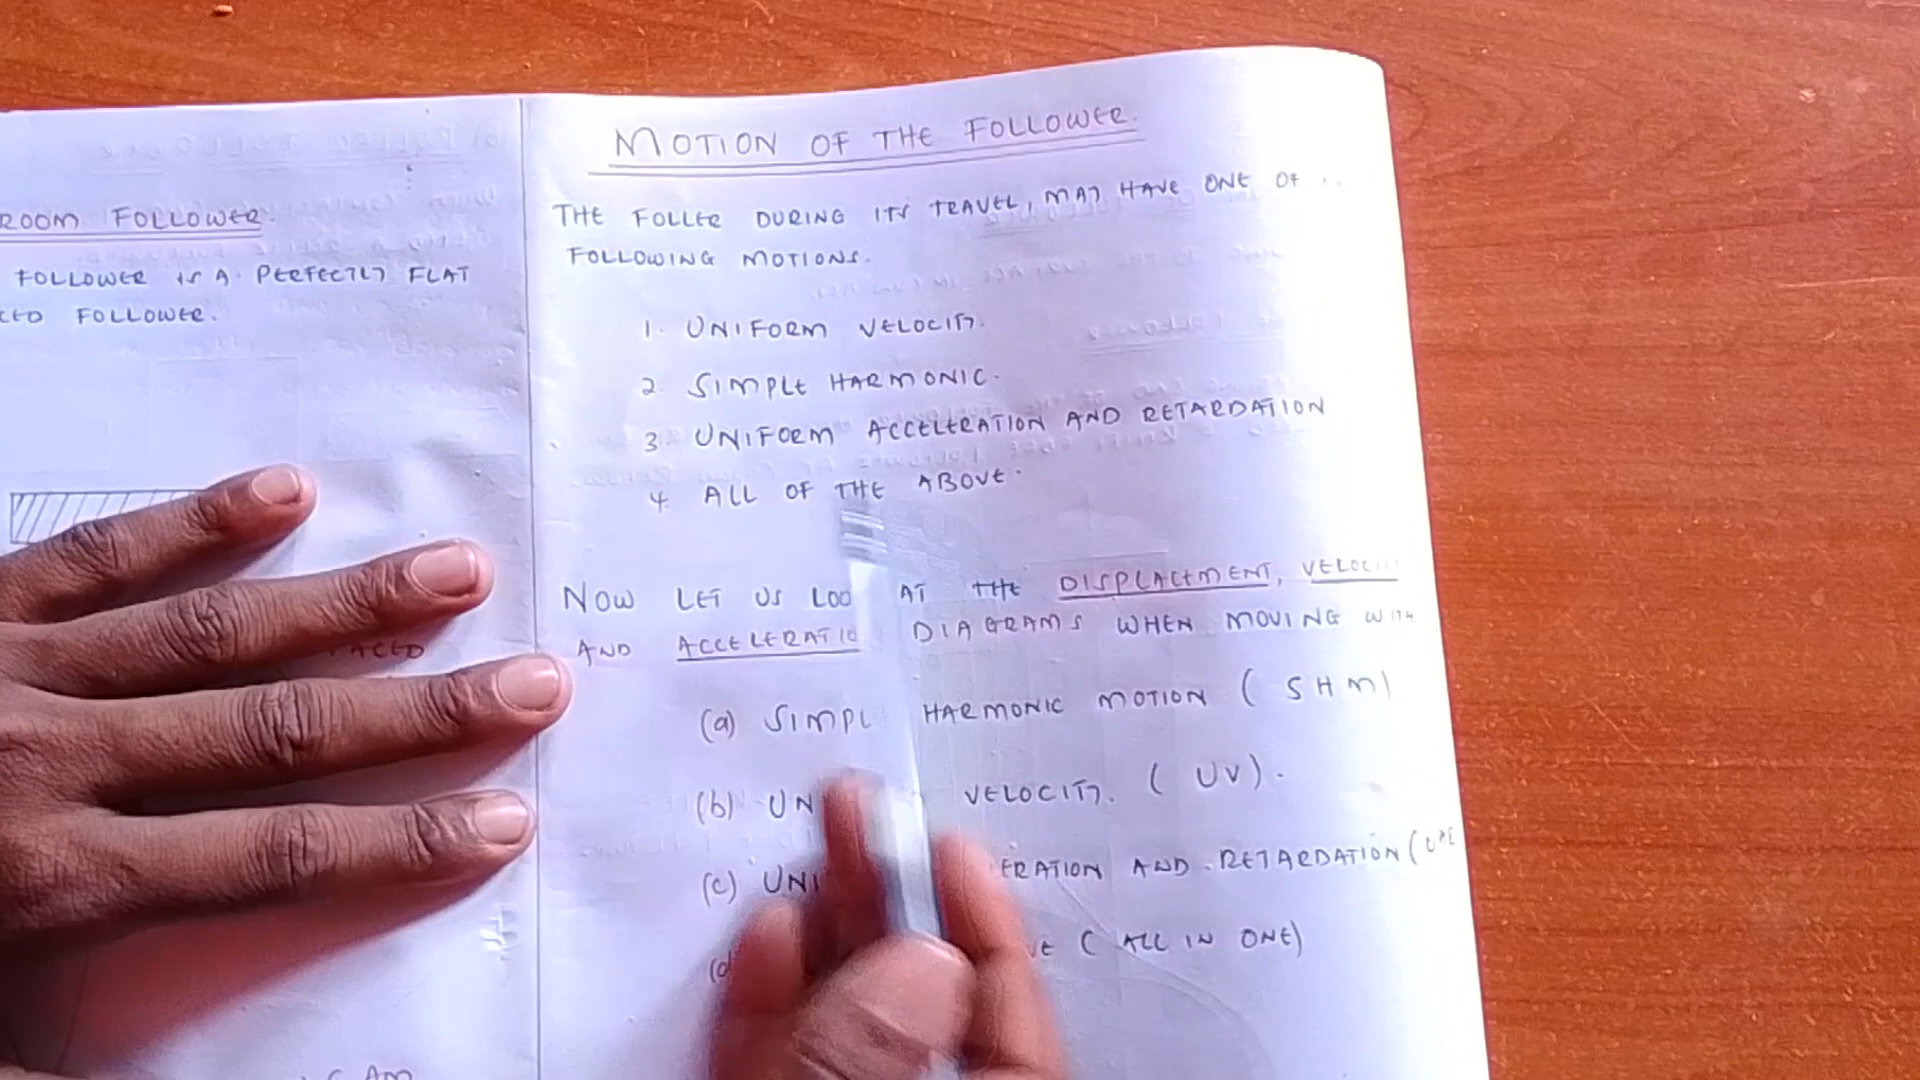 ROOM FOLLOWER.
FOLLOWER IS A PERFECTLY FLAT
FOLLOWER.
ACED
CAM
MOTION OF THE FOLLOWER.
THE FOLLER DURING ITS TRAVEL, MAY HAVE ONE OF
FOLLOWING MOTIONS.
1. UNIFORM VELOCITY.
2. SIMPLE HARMONIC.
3. UNIFORM ACCELERATION AND RETARDATION
4. ALL OF THE ABOVE.
NOW LET US LOO AT THE DISPLACEMENT, VELOCI
AND ACCELERATIO DIAGRAMS WHEN MOVING WITH
(a) SIMPL HARMONIC MOTION (SHM)
(b) UN VELOCITY. (UV).
(c) UNI ERATION AND RETARDATION (
(d VE (ALL IN ONE)